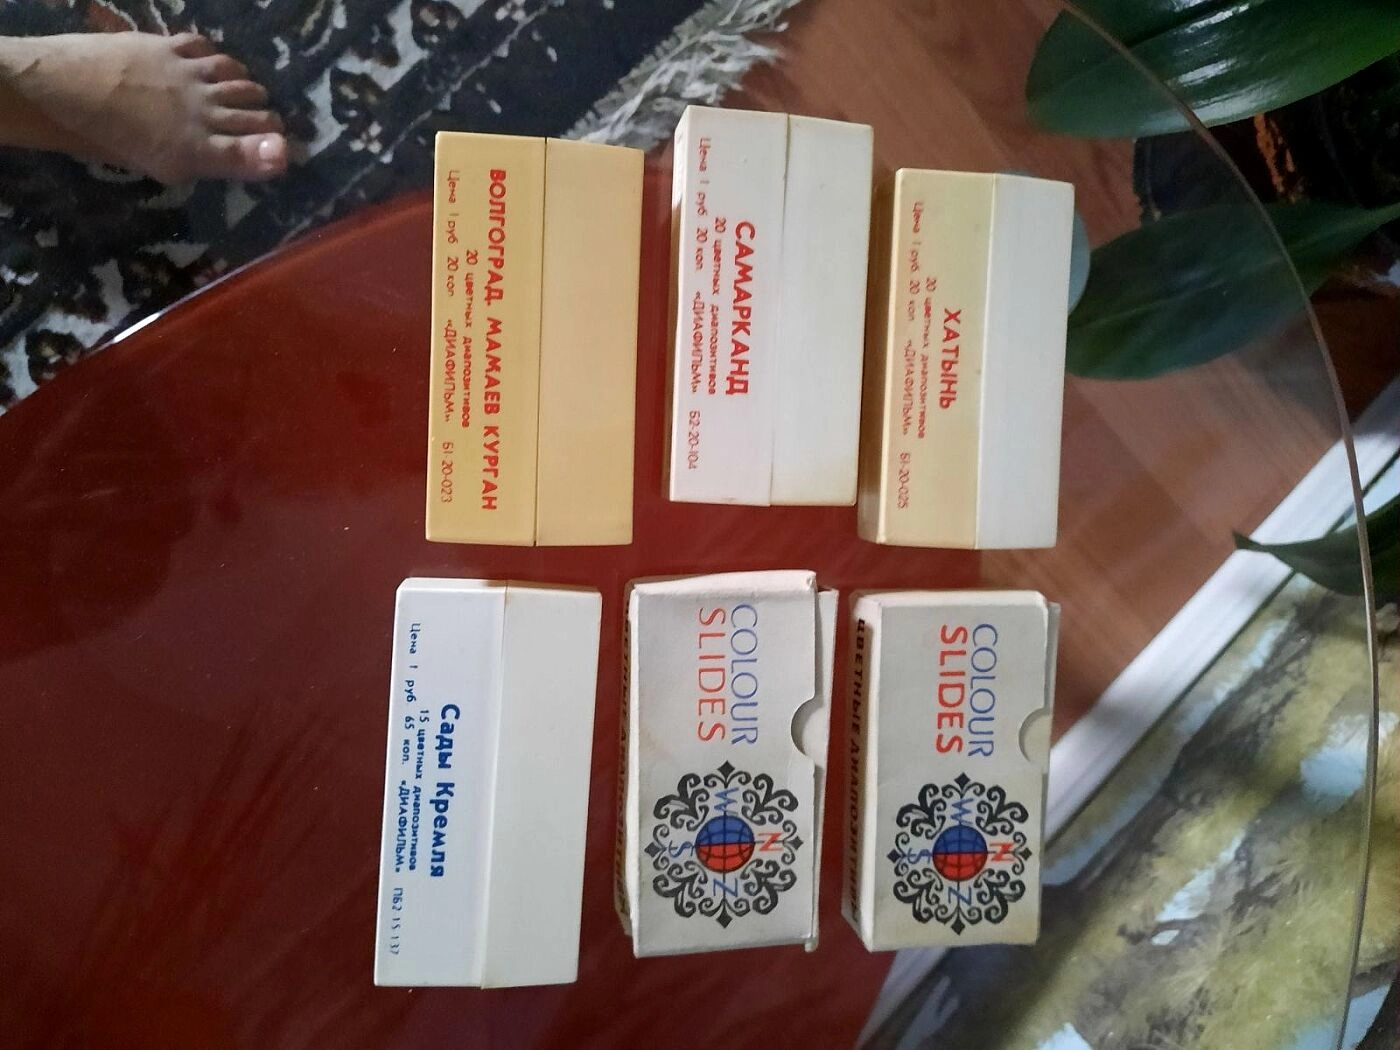 ВОЛГОГРАД. МАМАЕВ КУРГАН
20 цветных диапозитивов
Цена 1 руб 20 коп «ДИАФИЛЬМ» Б1-20-023
САМАРКАНД
20 цветных диапозитивов
Цена 1 руб 20 коп. «ДИАФИЛЬМ» Б2-20-104
ХАТЫНЬ
20 цветных диапозитивов
Цена 1 руб. 20 коп. «ДИАФИЛЬМ» Б1-20-025
Сады Кремля
15 цветных диапозитивов
Цена 1 руб 65 коп. «ДИАФИЛЬМ» ПБ2-15-137
COLOUR
SLIDES
N
W
S
Z
ЦВЕТНЫЕ ДИАПОЗИТИВЫ
COLOUR
SLIDES
N
W
S
Z
ЦВЕТНЫЕ ДИАПОЗИТИВЫ